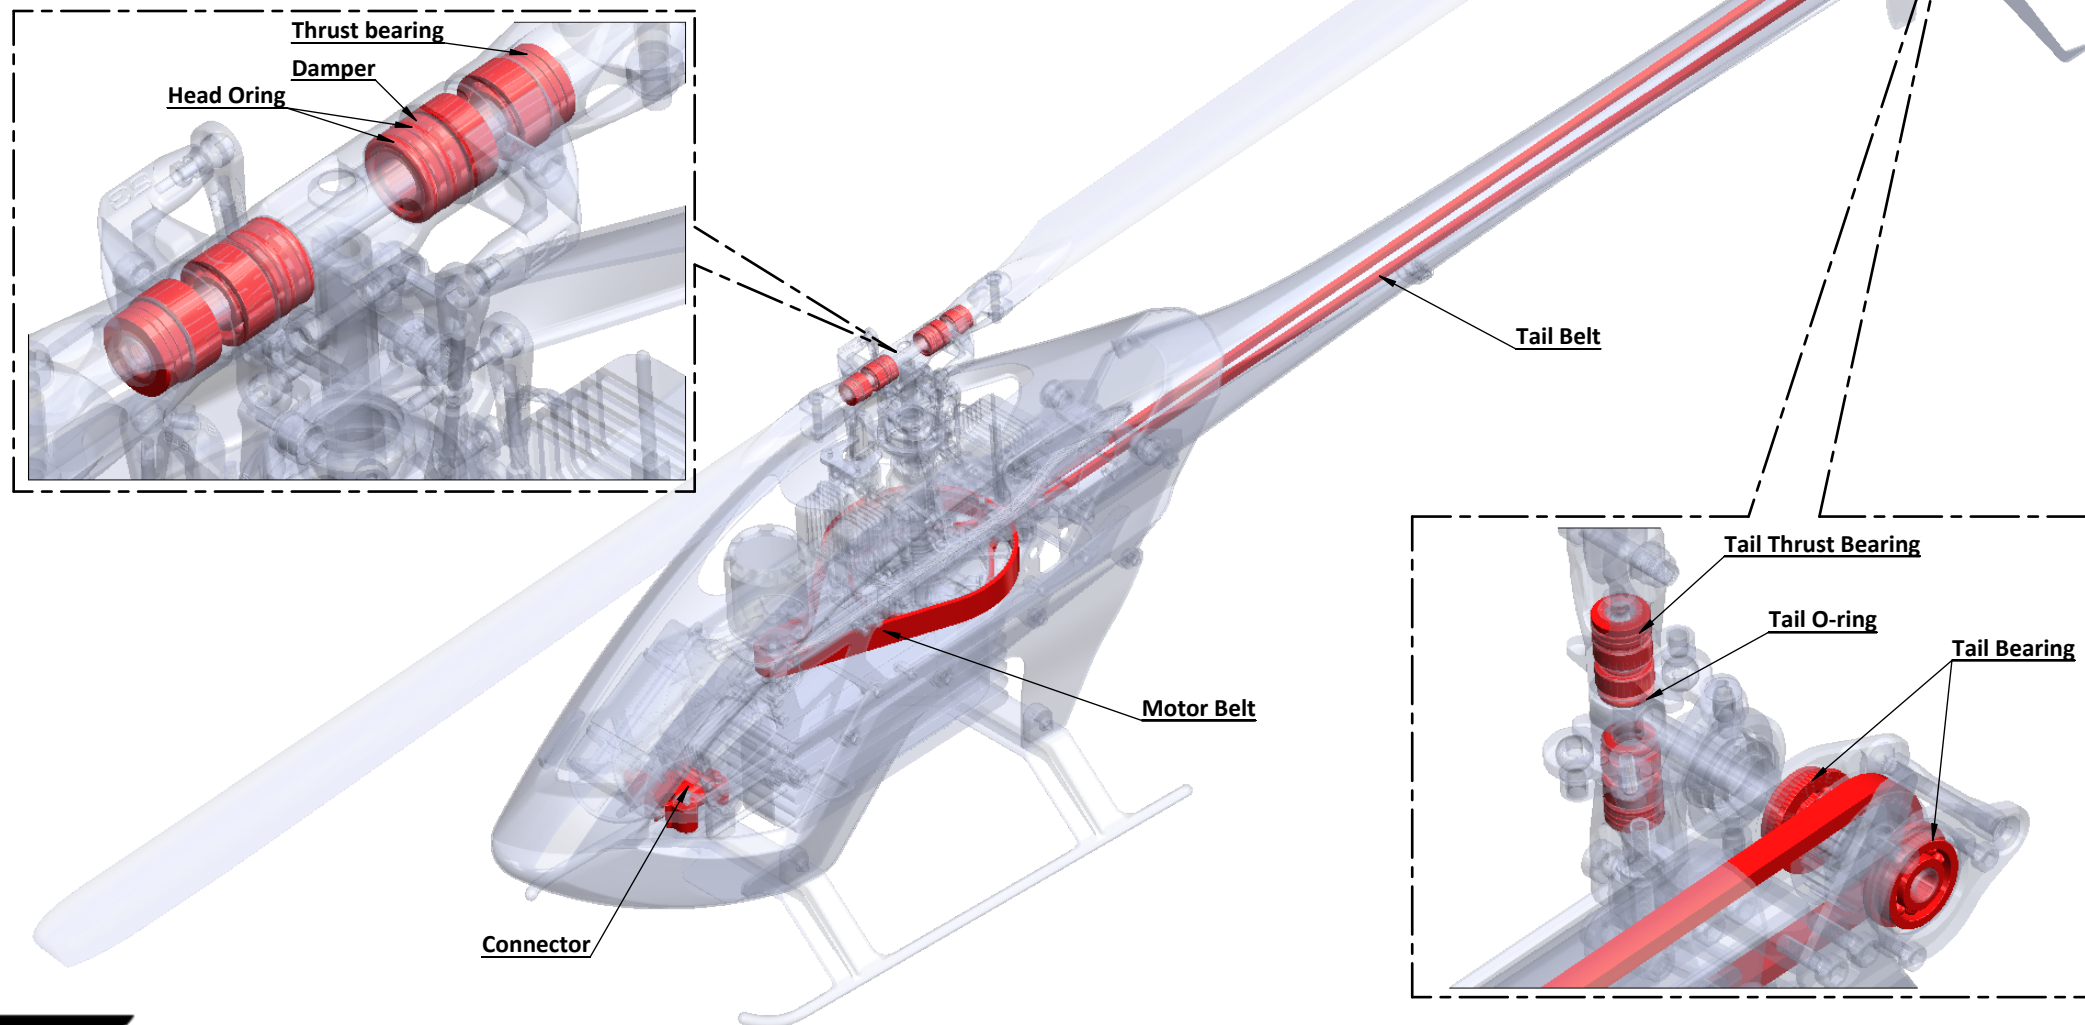 Thrust bearing
Damper
Head Oring
Tail Belt
Tail Thrust Bearing
Tail O-ring
Tail Bearing
Motor Belt
Connector